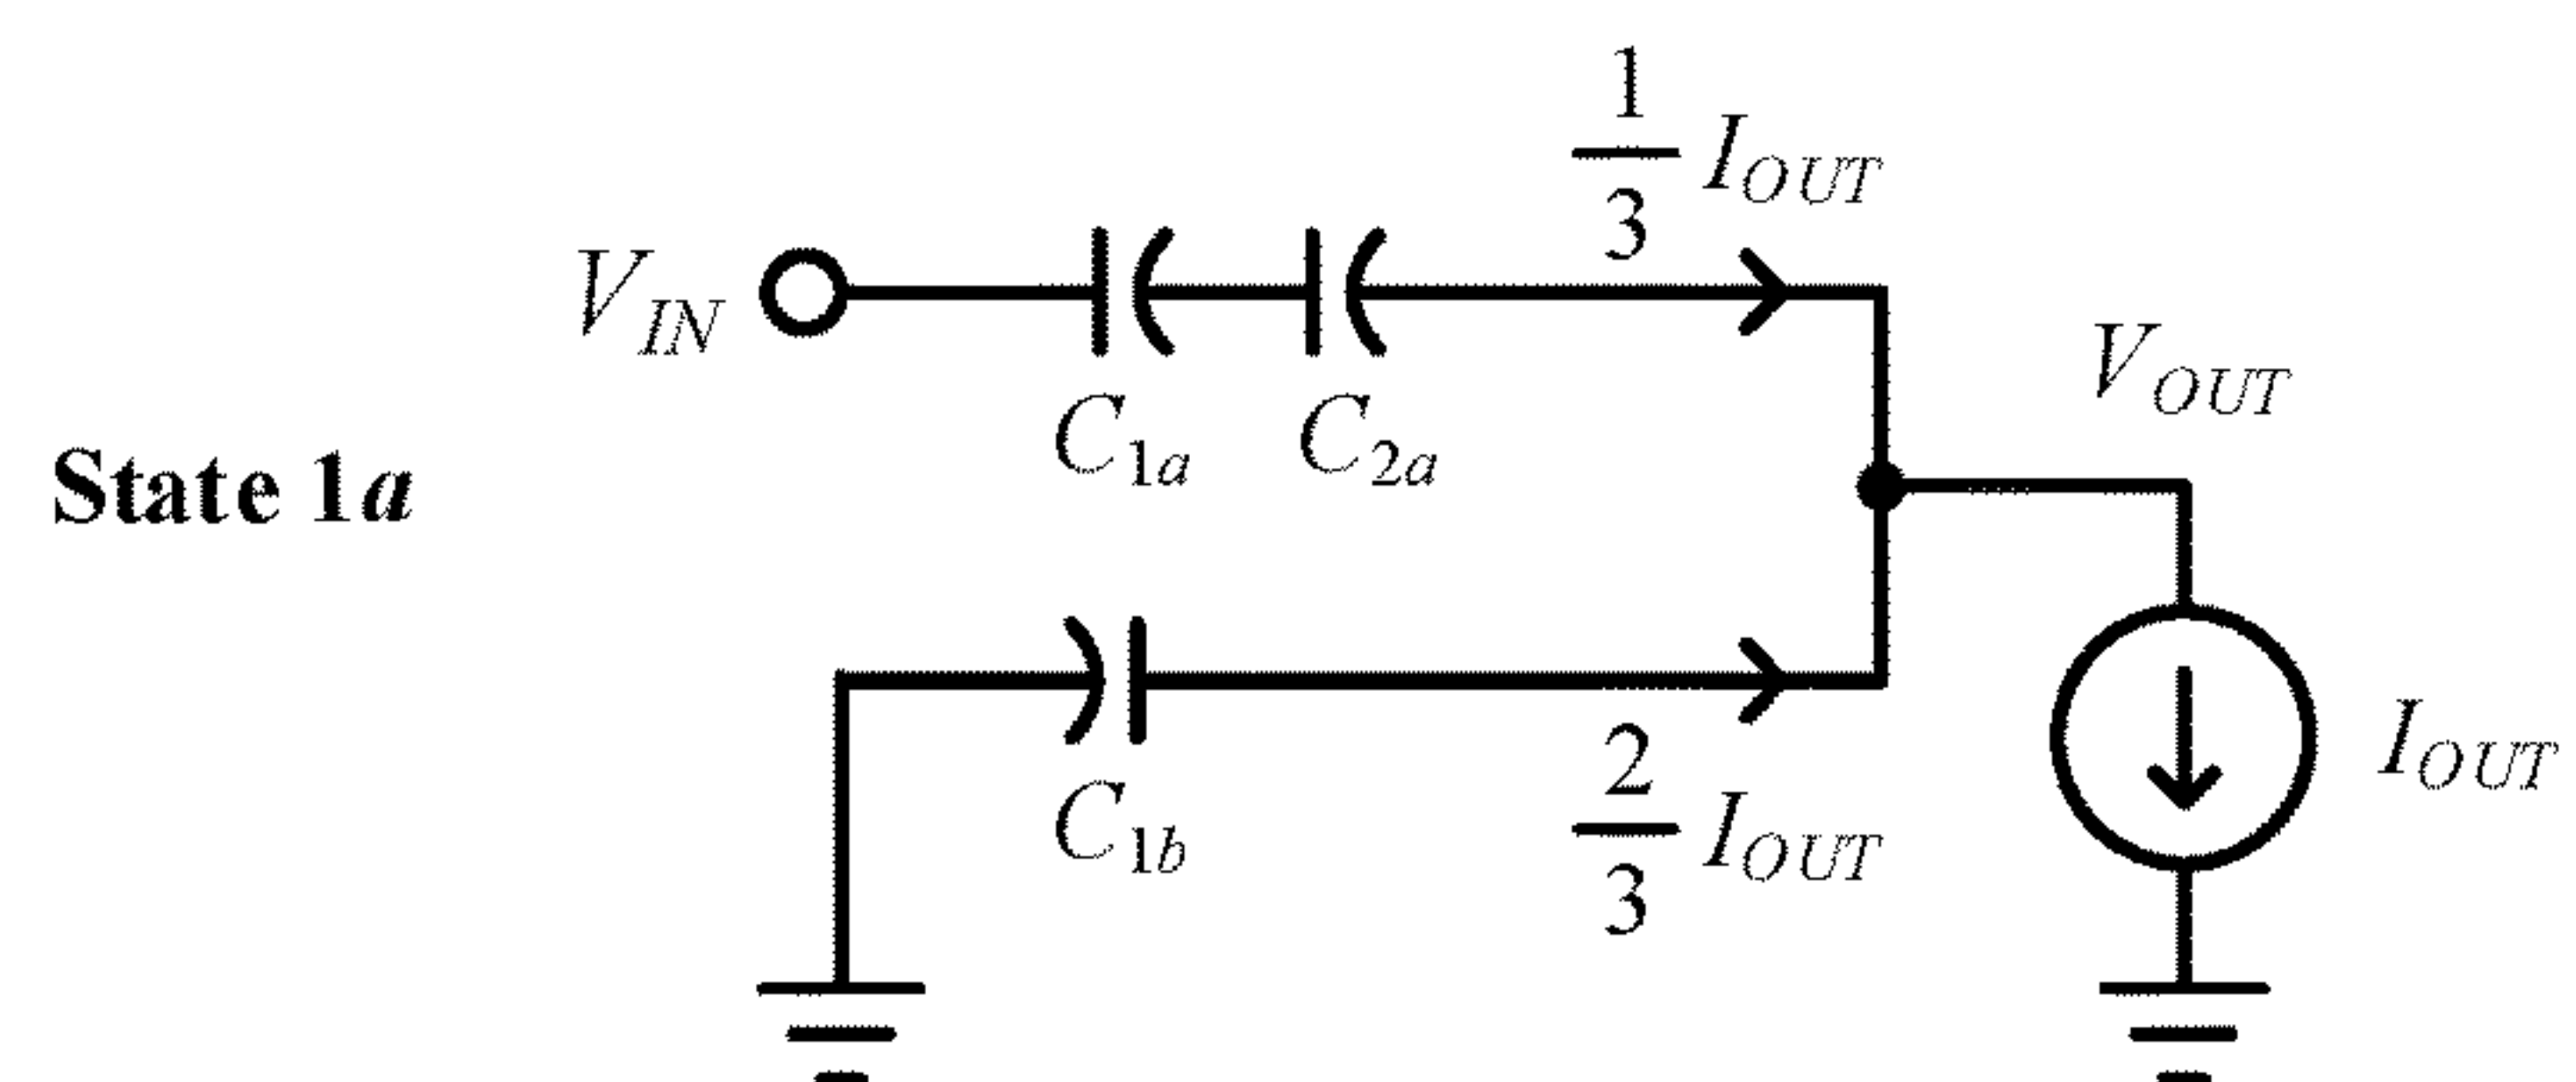 State 1a
V_IN
C_1a
C_2a
1/3 I_OUT
V_OUT
C_1b
2/3 I_OUT
I_OUT